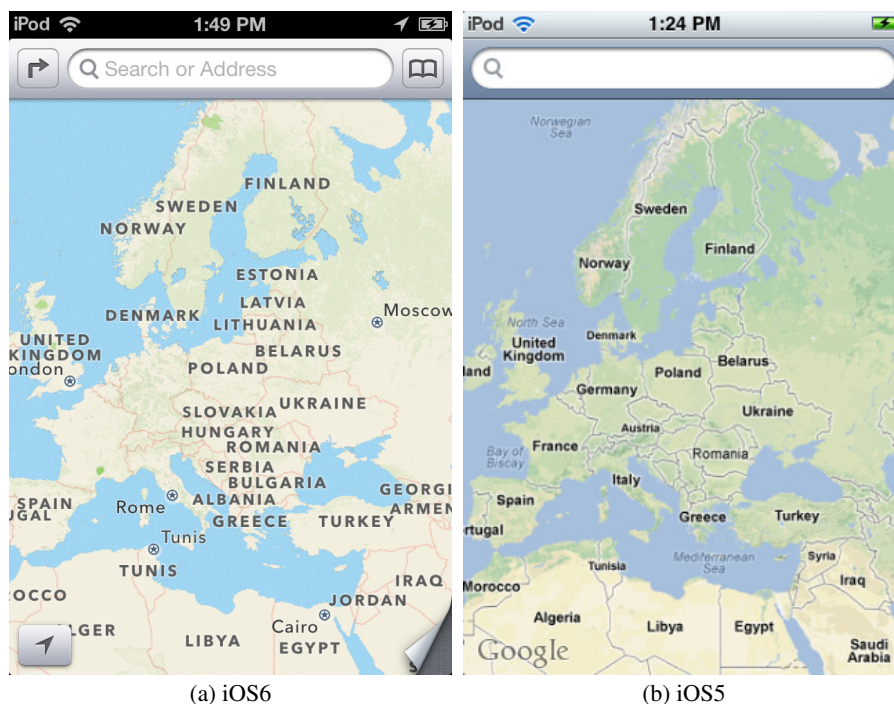 iPod 1:49 PM
Search or Address
FINLAND
SWEDEN
NORWAY
ESTONIA
LATVIA
DENMARK
Moscow
LITHUANIA
UNITED
KINGDOM
BELARUS
POLAND
ondon
SLOVAKIA
UKRAINE
HUNGARY
ROMANIA
SERBIA
BULGARIA
GEORGI
SPAIN
ALBANIA
Rome
ARMEN
UGAL
GREECE
TURKEY
Tunis
TUNIS
IRAQ
OCCO
JORDAN
Cairo
LGER
LIBYA
EGYPT
S
(a) iOS6
iPod 1:24 PM
Norwegian
Sea
Sweden
Finland
Norway
North Sea
Denmark
United
Kingdom
land
Belarus
Poland
Germany
Ukraine
Austria
France
Romania
Bay of
Biscay
Italy
Spain
Greece
Turkey
rtugal
Mediterranean
Sea
Syria
Tunisia
Iraq
Morocco
Algeria
Libya
Egypt
Saudi
Arabia
Google
(b) iOS5